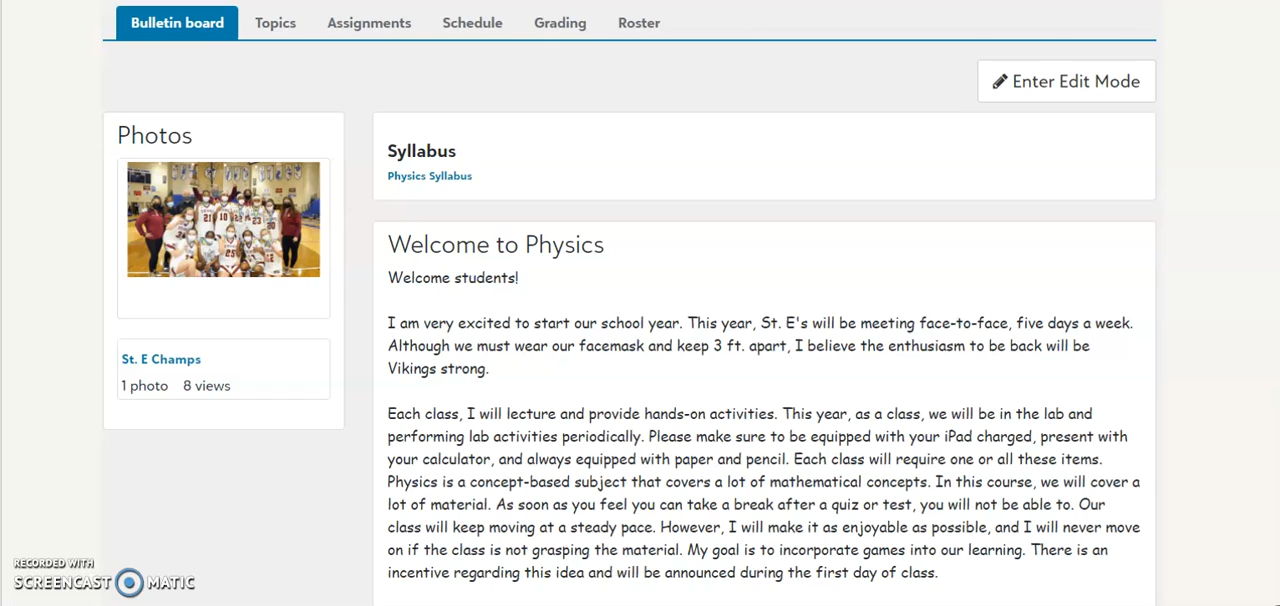 Bulletin board
Topics
Assignments
Schedule
Grading
Roster
Enter Edit Mode
Photos
21
10
23
25
12
St. E Champs
1 photo 8 views
Syllabus
Physics Syllabus
Welcome to Physics
Welcome students!
I am very excited to start our school year. This year, St. E's will be meeting face-to-face, five days a week.
Although we must wear our facemask and keep 3 ft. apart, I believe the enthusiasm to be back will be
Vikings strong.
Each class, I will lecture and provide hands-on activities. This year, as a class, we will be in the lab and
performing lab activities periodically. Please make sure to be equipped with your iPad charged, present with
your calculator, and always equipped with paper and pencil. Each class will require one or all these items.
Physics is a concept-based subject that covers a lot of mathematical concepts. In this course, we will cover a
lot of material. As soon as you feel you can take a break after a quiz or test, you will not be able to. Our
class will keep moving at a steady pace. However, I will make it as enjoyable as possible, and I will never move
on if the class is not grasping the material. My goal is to incorporate games into our learning. There is an
incentive regarding this idea and will be announced during the first day of class.
RECORDED WITH
SCREENCAST MATIC